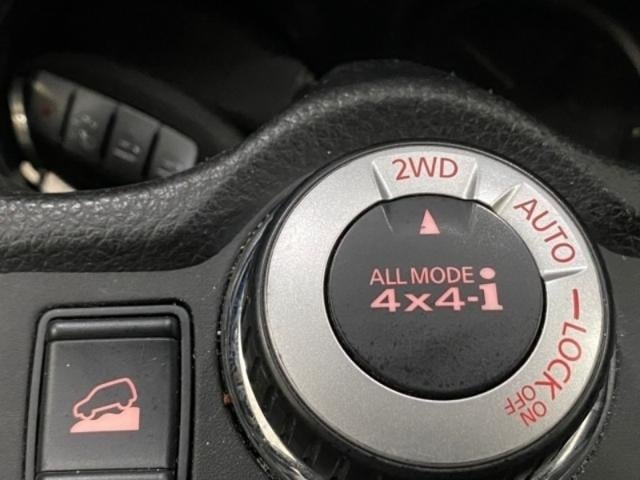 2WD
AUTO
LOCK
ON
OFF
ALL MODE
4x4-i